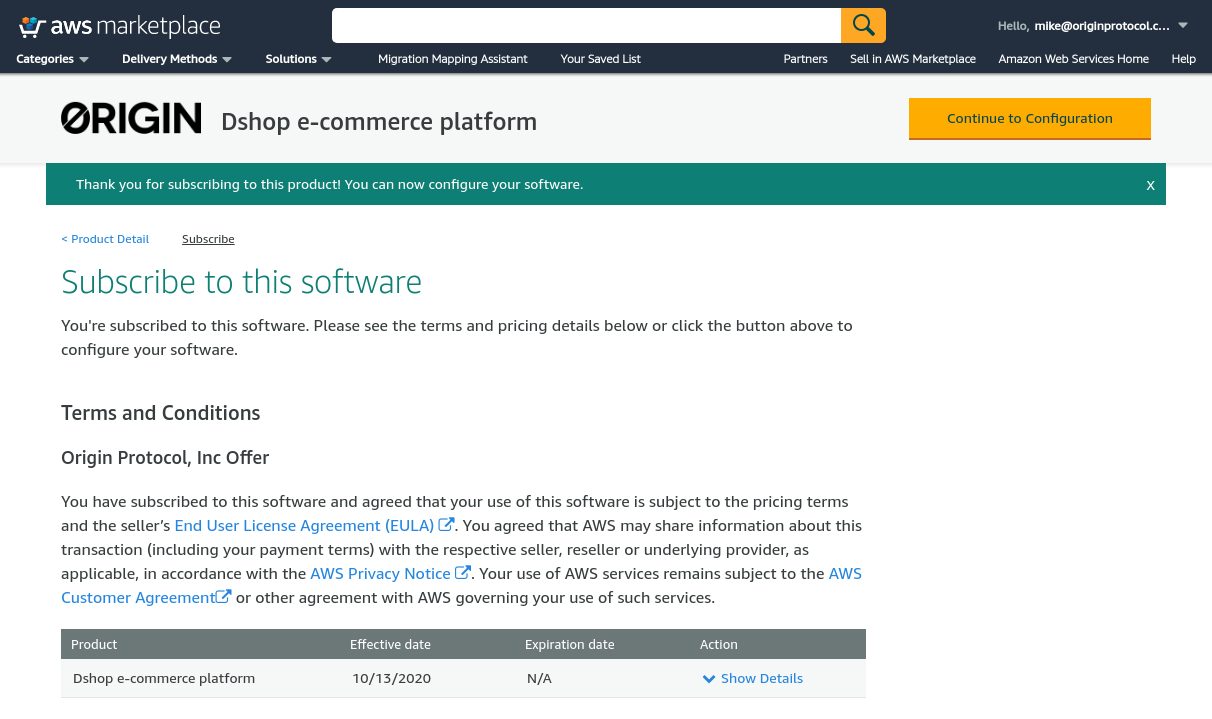 aws marketplace
Hello, mike@originprotocol.c...
Categories Delivery Methods Solutions Migration Mapping Assistant Your Saved List Partners Sell in AWS Marketplace Amazon Web Services Home Help
ØRIGIN Dshop e-commerce platform Continue to Configuration
Thank you for subscribing to this product! You can now configure your software. X
< Product Detail Subscribe
Subscribe to this software
You're subscribed to this software. Please see the terms and pricing details below or click the button above to
configure your software.
Terms and Conditions
Origin Protocol, Inc Offer
You have subscribed to this software and agreed that your use of this software is subject to the pricing terms
and the seller’s End User License Agreement (EULA). You agreed that AWS may share information about this
transaction (including your payment terms) with the respective seller, reseller or underlying provider, as
applicable, in accordance with the AWS Privacy Notice. Your use of AWS services remains subject to the AWS
Customer Agreement or other agreement with AWS governing your use of such services.
Product Effective date Expiration date Action
Dshop e-commerce platform 10/13/2020 N/A Show Details